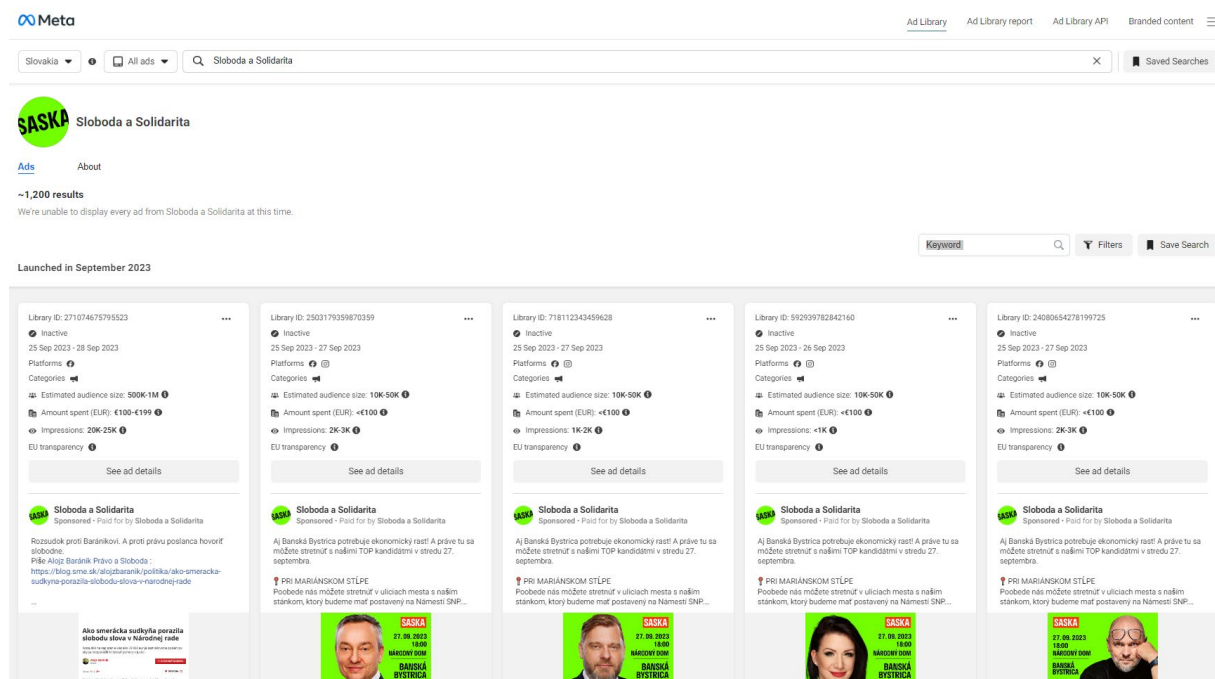 Meta
Ad Library
Ad Library report
Ad Library API
Branded content
Slovakia
All ads
Sloboda a Solidarita
Saved Searches
SASKA
Sloboda a Solidarita
Ads
About
~1,200 results
We're unable to display every ad from Sloboda a Solidarita at this time.
Keyword
Filters
Save Search
Launched in September 2023
Library ID: 271074675795523
Inactive
25 Sep 2023 - 28 Sep 2023
Platforms
Categories
Estimated audience size: 500K-1M
Amount spent (EUR): €100-€199
Impressions: 20K-25K
EU transparency
See ad details
SASKA
Sloboda a Solidarita
Sponsored • Paid for by Sloboda a Solidarita
Rozsudok proti Baránikovi. A proti právu poslanca hovoriť
slobodne.
Píše Alojz Baránik Právo a Sloboda :
https://blog.sme.sk/alojzbaranik/politika/ako-smeracka-
sudkyna-porazila-slobodu-slova-v-narodnej-rade
...
Ako smerácka sudkyňa porazila
slobodu slova v Národnej rade
Library ID: 2503179359870359
Inactive
25 Sep 2023 - 27 Sep 2023
Platforms
Categories
Estimated audience size: 10K-50K
Amount spent (EUR): <€100
Impressions: 2K-3K
EU transparency
See ad details
SASKA
Sloboda a Solidarita
Sponsored • Paid for by Sloboda a Solidarita
Aj Banská Bystrica potrebuje ekonomický rast! A práve tu sa
môžete stretnúť s našimi TOP kandidátmi v stredu 27.
septembra.
PRI MARIÁNSKOM STĹPE
Poobede nás môžete stretnúť v uliciach mesta s naším
stánkom, ktorý budeme mať postavený na Námestí SNP....
SASKA
27. 09. 2023
18:00
NÁRODNÝ DOM
BANSKÁ
BYSTRICA
Library ID: 718112343459628
Inactive
25 Sep 2023 - 27 Sep 2023
Platforms
Categories
Estimated audience size: 10K-50K
Amount spent (EUR): <€100
Impressions: 1K-2K
EU transparency
See ad details
SASKA
Sloboda a Solidarita
Sponsored • Paid for by Sloboda a Solidarita
Aj Banská Bystrica potrebuje ekonomický rast! A práve tu sa
môžete stretnúť s našimi TOP kandidátmi v stredu 27.
septembra.
PRI MARIÁNSKOM STĹPE
Poobede nás môžete stretnúť v uliciach mesta s naším
stánkom, ktorý budeme mať postavený na Námestí SNP....
SASKA
27. 09. 2023
18:00
NÁRODNÝ DOM
BANSKÁ
BYSTRICA
Library ID: 592939782842160
Inactive
25 Sep 2023 - 26 Sep 2023
Platforms
Categories
Estimated audience size: 10K-50K
Amount spent (EUR): <€100
Impressions: <1K
EU transparency
See ad details
SASKA
Sloboda a Solidarita
Sponsored • Paid for by Sloboda a Solidarita
Aj Banská Bystrica potrebuje ekonomický rast! A práve tu sa
môžete stretnúť s našimi TOP kandidátmi v stredu 27.
septembra.
PRI MARIÁNSKOM STĹPE
Poobede nás môžete stretnúť v uliciach mesta s naším
stánkom, ktorý budeme mať postavený na Námestí SNP....
SASKA
27. 09. 2023
18:00
NÁRODNÝ DOM
BANSKÁ
BYSTRICA
Library ID: 24080654278199725
Inactive
25 Sep 2023 - 27 Sep 2023
Platforms
Categories
Estimated audience size: 10K-50K
Amount spent (EUR): <€100
Impressions: 2K-3K
EU transparency
See ad details
SASKA
Sloboda a Solidarita
Sponsored • Paid for by Sloboda a Solidarita
Aj Banská Bystrica potrebuje ekonomický rast! A práve tu sa
môžete stretnúť s našimi TOP kandidátmi v stredu 27.
septembra.
PRI MARIÁNSKOM STĹPE
Poobede nás môžete stretnúť v uliciach mesta s naším
stánkom, ktorý budeme mať postavený na Námestí SNP....
SASKA
27. 09. 2023
18:00
NÁRODNÝ DOM
BANSKÁ
BYSTRICA